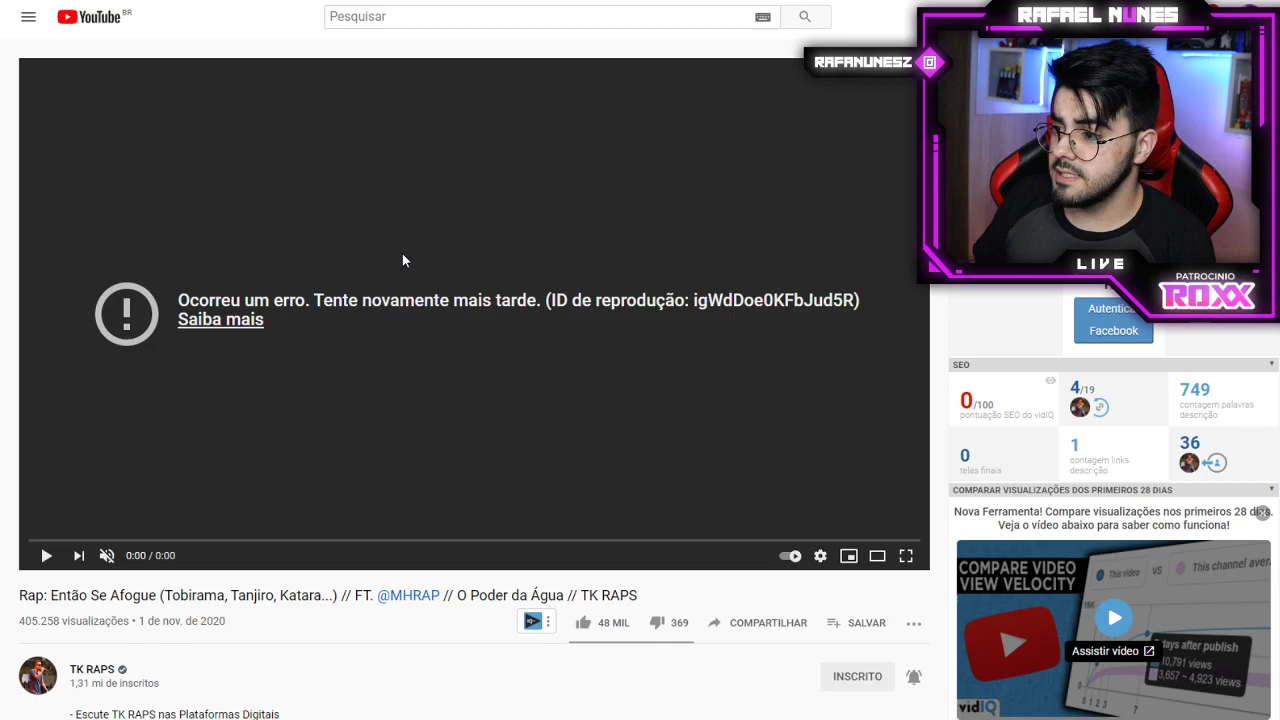 YouTube BR
Pesquisar
RAFAEL NUNES
RAFANUNESZ
LIVE
PATROCINIO
ROXX
Ocorreu um erro. Tente novamente mais tarde. (ID de reprodução: igWdDoe0KFbJud5R)
Saiba mais
0:00 / 0:00
Rap: Então Se Afogue (Tobirama, Tanjiro, Katara...) // FT. @MHRAP // O Poder da Água // TK RAPS
405.258 visualizações • 1 de nov. de 2020
48 MIL
369
COMPARTILHAR
SALVAR
TK RAPS
1,31 mi de inscritos
INSCRITO
- Escute TK RAPS nas Plataformas Digitais
Facebook
SEO
0/100
pontuação SEO do vidIQ
4/19
749
contagem palavras
descrição
0
telas finais
1
contagem links
descrição
36
COMPARAR VISUALIZAÇÕES DOS PRIMEIROS 28 DIAS
Nova Ferramenta! Compare visualizações nos primeiros 28 dias.
Veja o vídeo abaixo para saber como funciona!
COMPARE VIDEO
VIEW VELOCITY
This video
VS
This channel
Assistir vídeo
days after publish
10,791 views
3,657 ~ 4,923 views
0 1 2 3
7
vidIQ